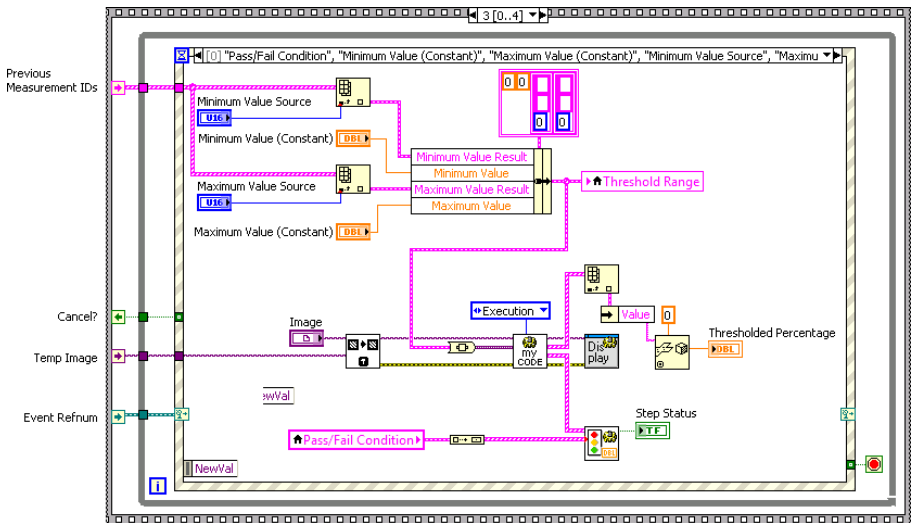 3 [0..4]
[0] "Pass/Fail Condition", "Minimum Value (Constant)", "Maximum Value (Constant)", "Minimum Value Source", "Maximu
Previous
Measurement IDs
Minimum Value Source
U16
Minimum Value (Constant)
DBL
Maximum Value Source
U16
Maximum Value (Constant)
DBL
0 0
0 0
Minimum Value Result
Minimum Value
Maximum Value Result
Maximum Value
Threshold Range
Cancel?
Temp Image
Event Refnum
Image
Execution
my
CODE
Dis
play
Value
0
Thresholded Percentage
DBL
ewVal
Pass/Fail Condition
DBL
Step Status
TF
NewVal
i